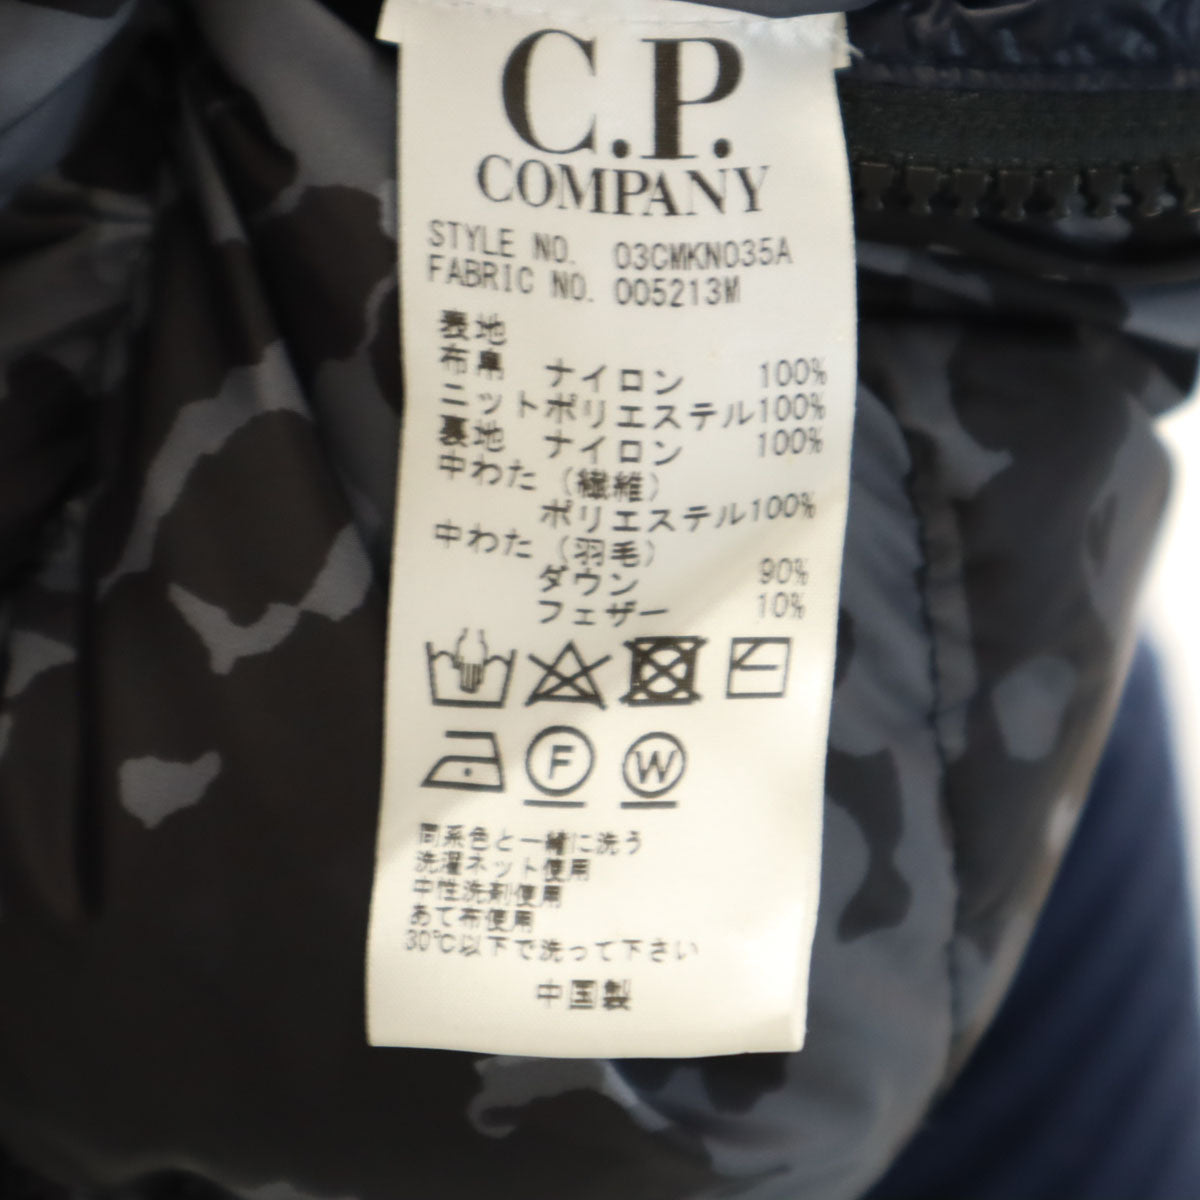 C.P.
COMPANY
STYLE NO. 03CMKN035A
FABRIC NO. 005213M
表地
布帛 ナイロン 100%
ニットポリエステル100%
裏地 ナイロン 100%
中わた (繊維)
ポリエステル100%
中わた (羽毛)
ダウン 90%
フェザー 10%
F W
同系色と一緒に洗う
洗濯ネット使用
中性洗剤使用
あて布使用
30℃以下で洗って下さい
中国製